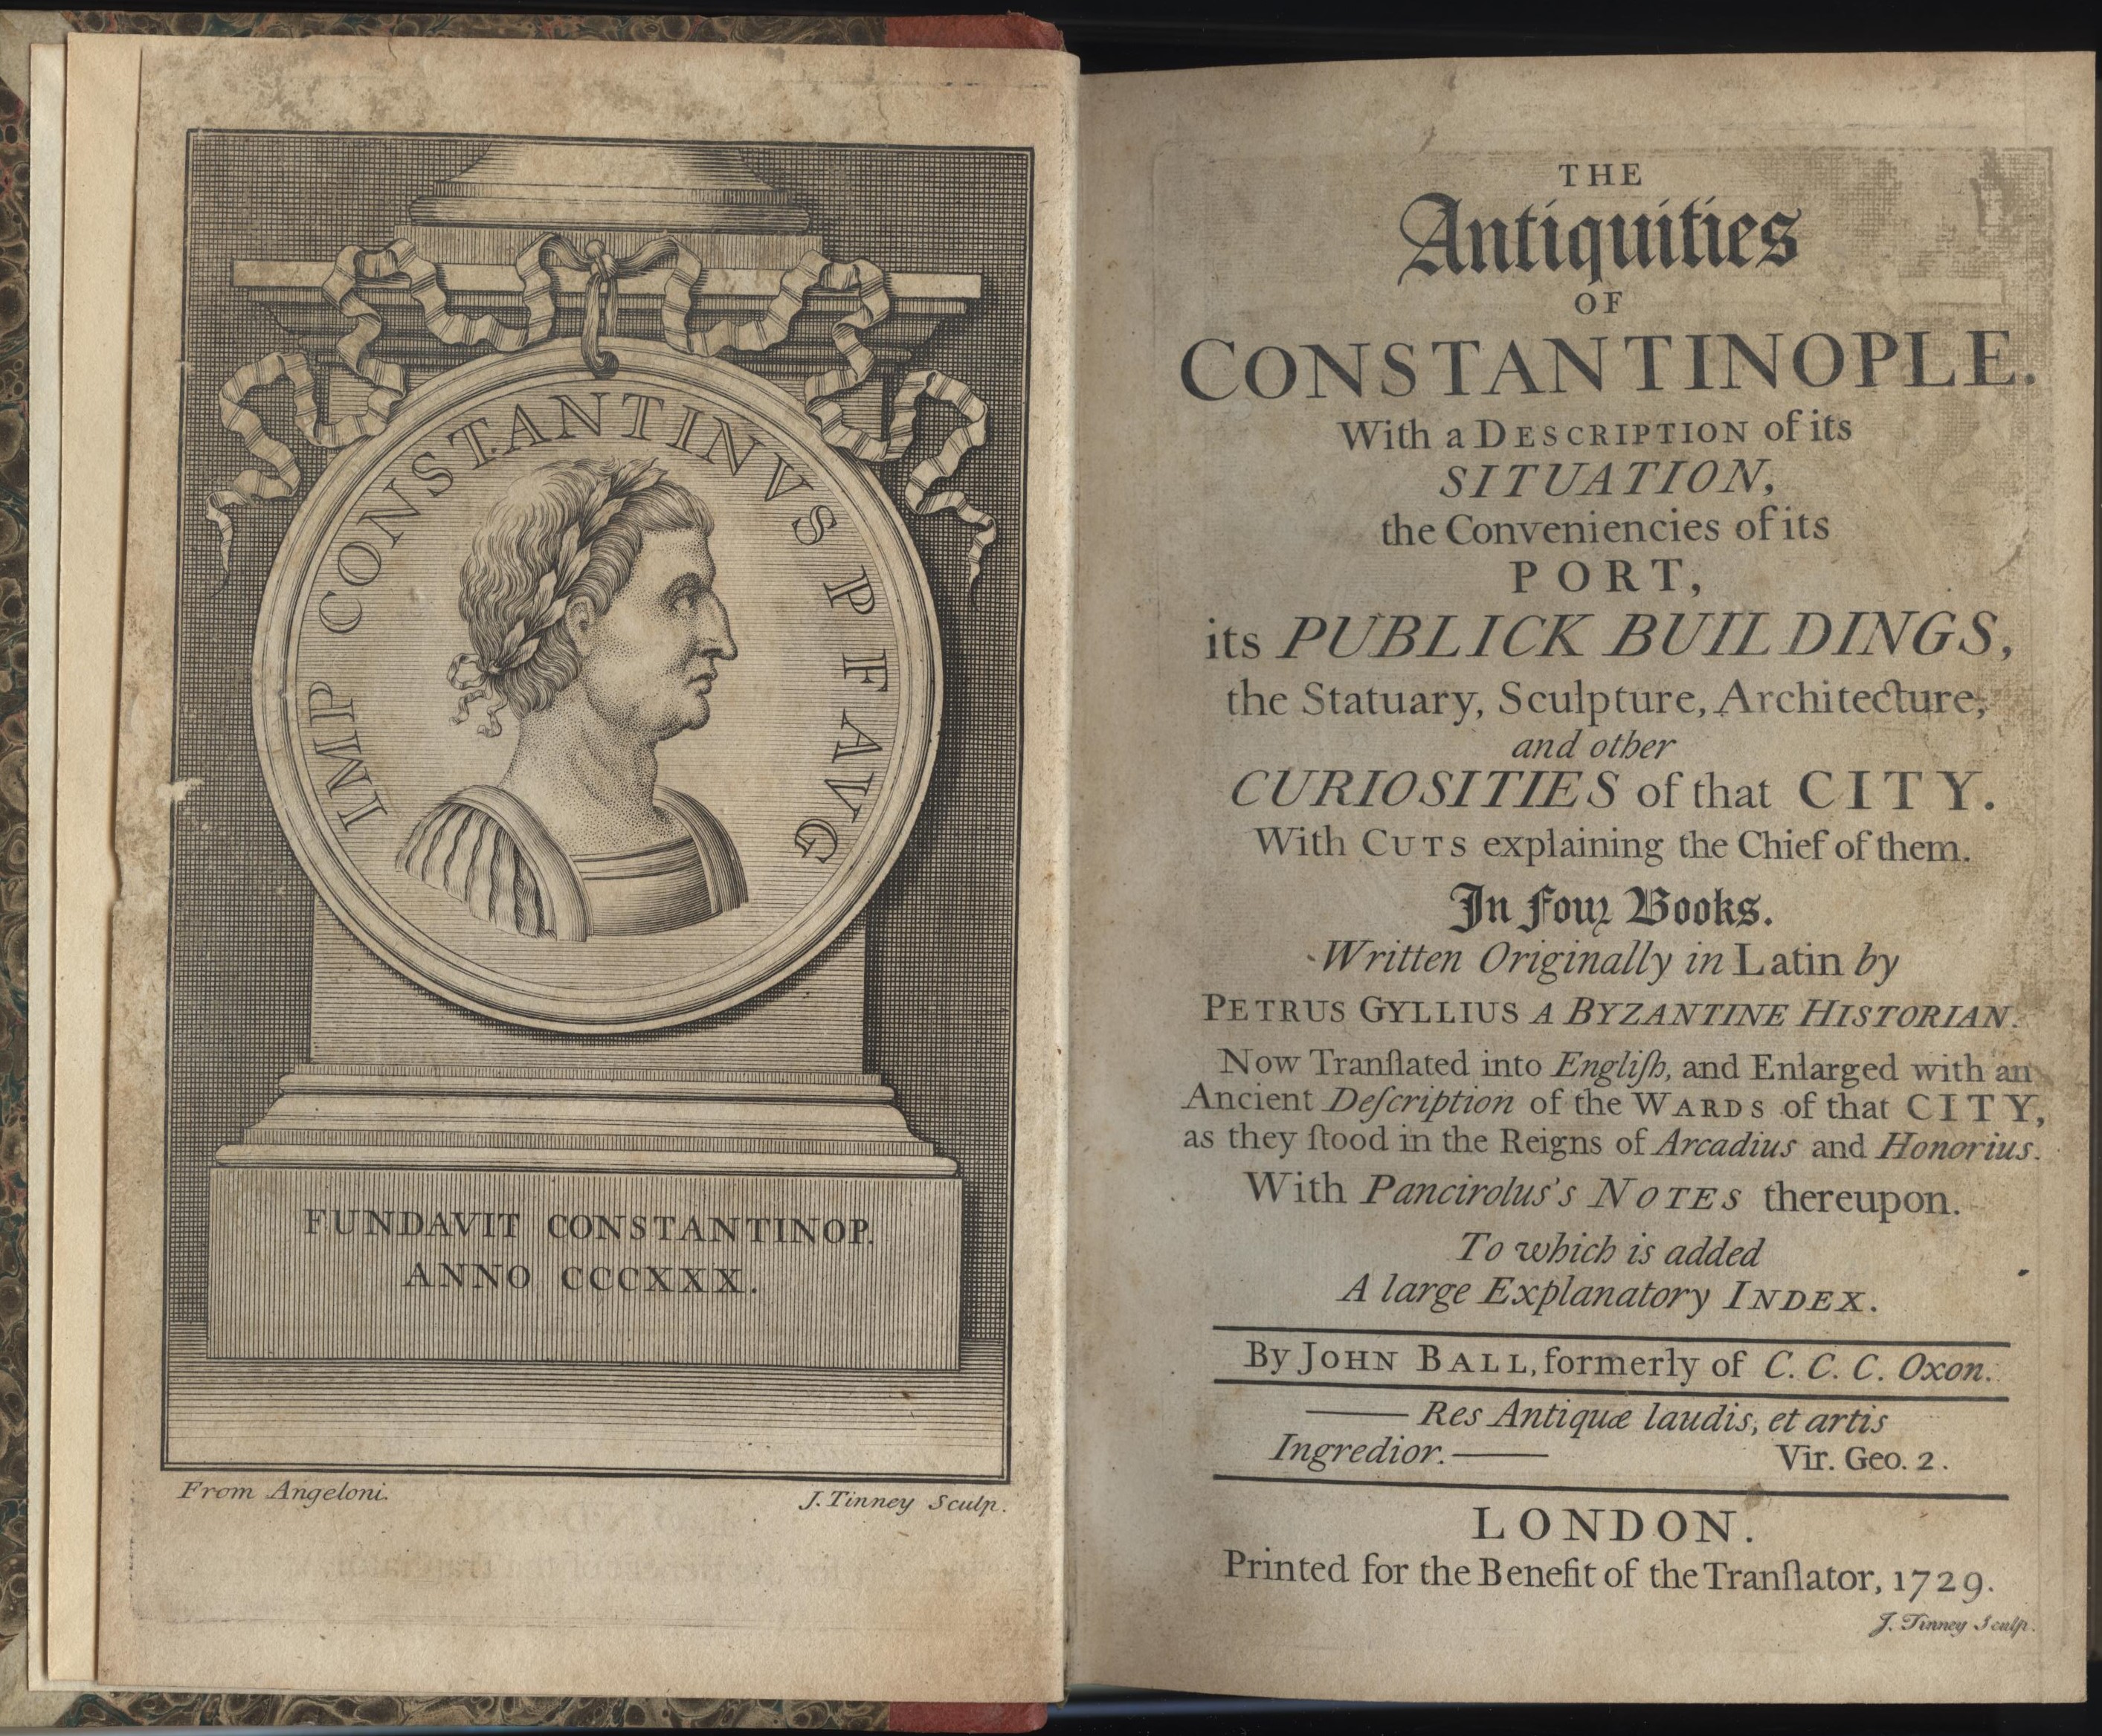 IMP CONSTANTINVS P F AVG
FUNDAVIT CONSTANTINOP.
ANNO CCCXXX.
From Angeloni.
J. Tinney Sculp.
THE
Antiquities
OF
CONSTANTINOPLE.
With a DESCRIPTION of its
SITUATION,
the Conveniencies of its
PORT,
its PUBLICK BUILDINGS,
the Statuary, Sculpture, Architecture,
and other
CURIOSITIES of that CITY.
With CUTS explaining the Chief of them.
In Four Books.
Written Originally in Latin by
PETRUS GYLLIUS A BYZANTINE HISTORIAN.
Now Tranſlated into Engliſh, and Enlarged with an
Ancient Deſcription of the WARDS of that CITY,
as they ſtood in the Reigns of Arcadius and Honorius.
With Pancirolus's NOTES thereupon.
To which is added
A large Explanatory INDEX.
By JOHN BALL, formerly of C. C. C. Oxon.
—— Res Antiquæ laudis, et artis
Ingredior. —— Vir. Geo. 2.
LONDON.
Printed for the Benefit of the Tranſlator, 1729.
J. Tinney Sculp.